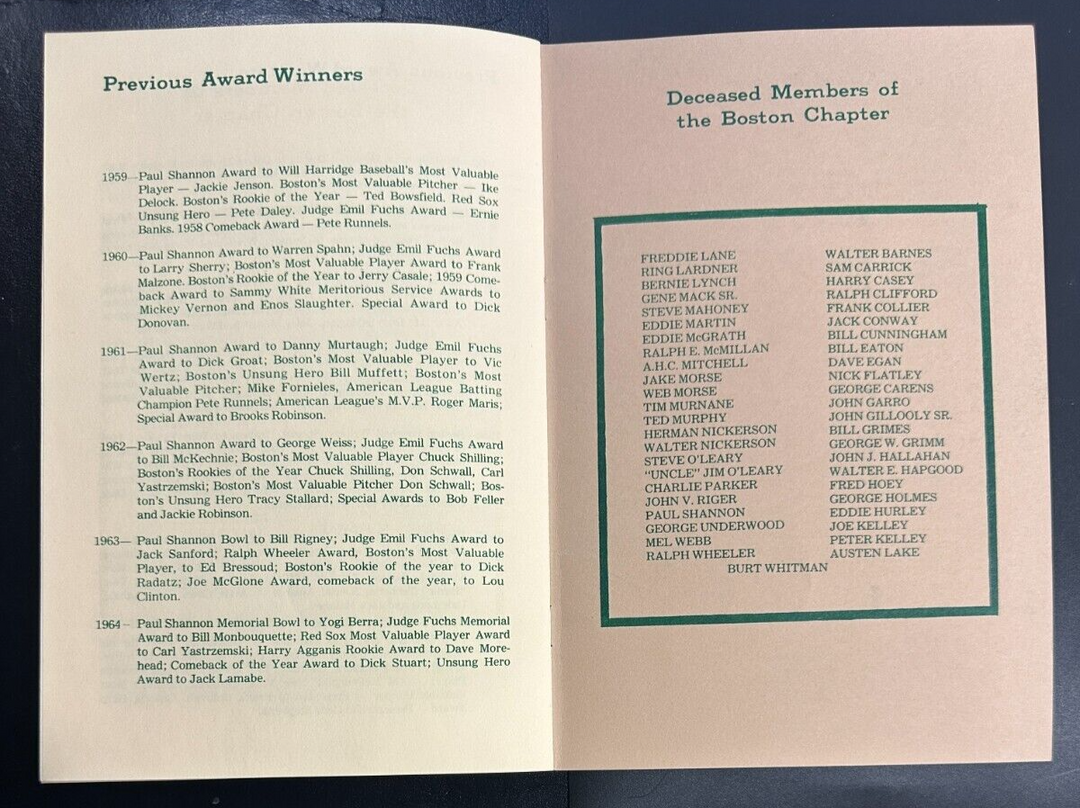 Previous Award Winners
1959—Paul Shannon Award to Will Harridge Baseball's Most Valuable
Player — Jackie Jenson. Boston's Most Valuable Pitcher — Ike
Delock. Boston's Rookie of the Year — Ted Bowsfield. Red Sox
Unsung Hero — Pete Daley. Judge Emil Fuchs Award — Ernie
Banks. 1958 Comeback Award — Pete Runnels.
1960—Paul Shannon Award to Warren Spahn; Judge Emil Fuchs Award
to Larry Sherry; Boston's Most Valuable Player Award to Frank
Malzone. Boston's Rookie of the Year to Jerry Casale; 1959 Come-
back Award to Sammy White Meritorious Service Awards to
Mickey Vernon and Enos Slaughter. Special Award to Dick
Donovan.
1961—Paul Shannon Award to Danny Murtaugh; Judge Emil Fuchs
Award to Dick Groat; Boston's Most Valuable Player to Vic
Wertz; Boston's Unsung Hero Bill Muffett; Boston's Most
Valuable Pitcher; Mike Fornieles, American League Batting
Champion Pete Runnels; American League's M.V.P. Roger Maris;
Special Award to Brooks Robinson.
1962—Paul Shannon Award to George Weiss; Judge Emil Fuchs Award
to Bill McKechnie; Boston's Most Valuable Player Chuck Shilling;
Boston's Rookies of the Year Chuck Shilling, Don Schwall, Carl
Yastrzemski; Boston's Most Valuable Pitcher Don Schwall; Bos-
ton's Unsung Hero Tracy Stallard; Special Awards to Bob Feller
and Jackie Robinson.
1963— Paul Shannon Bowl to Bill Rigney; Judge Emil Fuchs Award to
Jack Sanford; Ralph Wheeler Award, Boston's Most Valuable
Player, to Ed Bressoud; Boston's Rookie of the year to Dick
Radatz; Joe McGlone Award, comeback of the year, to Lou
Clinton.
1964— Paul Shannon Memorial Bowl to Yogi Berra; Judge Fuchs Memorial
Award to Bill Monbouquette; Red Sox Most Valuable Player Award
to Carl Yastrzemski; Harry Agganis Rookie Award to Dave More-
head; Comeback of the Year Award to Dick Stuart; Unsung Hero
Award to Jack Lamabe.
Deceased Members of
the Boston Chapter
FREDDIE LANE
RING LARDNER
BERNIE LYNCH
GENE MACK SR.
STEVE MAHONEY
EDDIE MARTIN
EDDIE McGRATH
RALPH E. McMILLAN
A.H.C. MITCHELL
JAKE MORSE
WEB MORSE
TIM MURNANE
TED MURPHY
HERMAN NICKERSON
WALTER NICKERSON
STEVE O'LEARY
"UNCLE" JIM O'LEARY
CHARLIE PARKER
JOHN V. RIGER
PAUL SHANNON
GEORGE UNDERWOOD
MEL WEBB
RALPH WHEELER
WALTER BARNES
SAM CARRICK
HARRY CASEY
RALPH CLIFFORD
FRANK COLLIER
JACK CONWAY
BILL CUNNINGHAM
BILL EATON
DAVE EGAN
NICK FLATLEY
GEORGE CARENS
JOHN GARRO
JOHN GILLOOLY SR.
BILL GRIMES
GEORGE W. GRIMM
JOHN J. HALLAHAN
WALTER E. HAPGOOD
FRED HOEY
GEORGE HOLMES
EDDIE HURLEY
JOE KELLEY
PETER KELLEY
AUSTEN LAKE
BURT WHITMAN